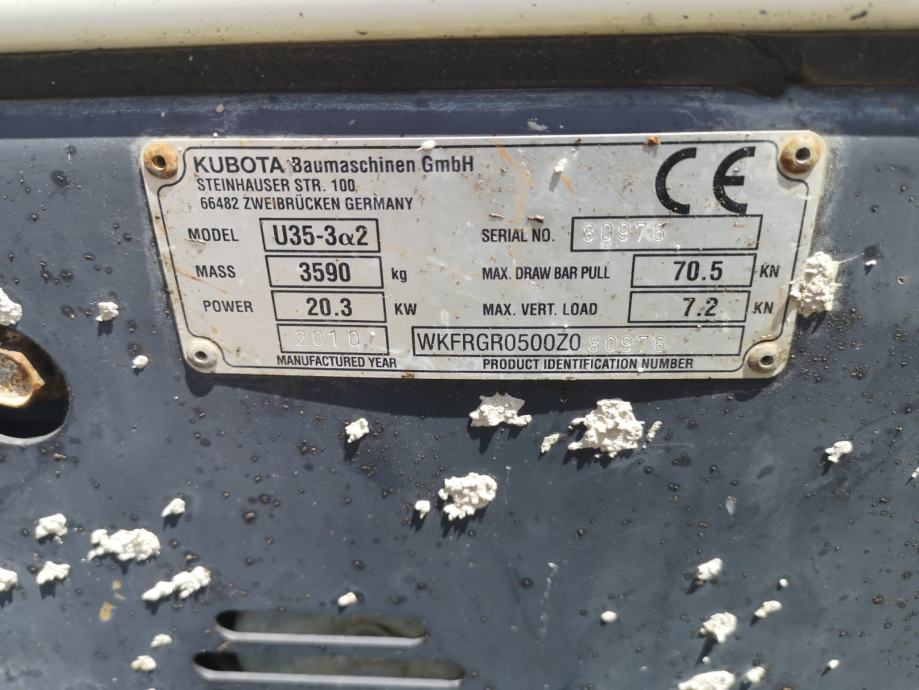 KUBOTA Baumaschinen GmbH
STEINHAUSER STR. 100
66482 ZWEIBRÜCKEN GERMANY
CE
MODEL U35-3α2 SERIAL NO. 80976
MASS 3590 kg MAX. DRAW BAR PULL 70.5 KN
POWER 20.3 KW MAX. VERT. LOAD 7.2 KN
2010 WKFRGR0500Z080976
MANUFACTURED YEAR PRODUCT IDENTIFICATION NUMBER